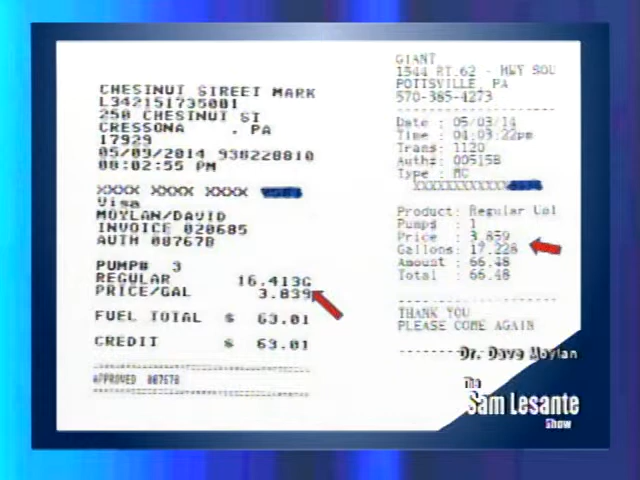 CHESTNUT STREET MARK
L342151735001
250 CHESTNUT ST
CRESSONA , PA
17929
05/03/2014 930228810
08:02:55 PM
XXXX XXXX XXXX
Visa
MOYLAN/DAVID
INVOICE 020685
AUTH 00767B
PUMP# 3
REGULAR 16.413G
PRICE/GAL 3.839
FUEL TOTAL $ 63.01
CREDIT $ 63.01
APPROVED 00767B
GIANT
1544 RT.62 - HWY SOU
POTTSVILLE, PA
570-385-4273
Date : 05/03/14
Time : 04:03:22pm
Trans: 1120
Auth#: 00515B
Type : MC
XXXXXXXXXXXX
Product: Regular Unl
Pump# : 1
Price : 3.859
Gallons: 17.228
Amount : 66.48
Total : 66.48
THANK YOU
PLEASE COME AGAIN
Dr. Dave Moylan
The
Sam Lesante
Show